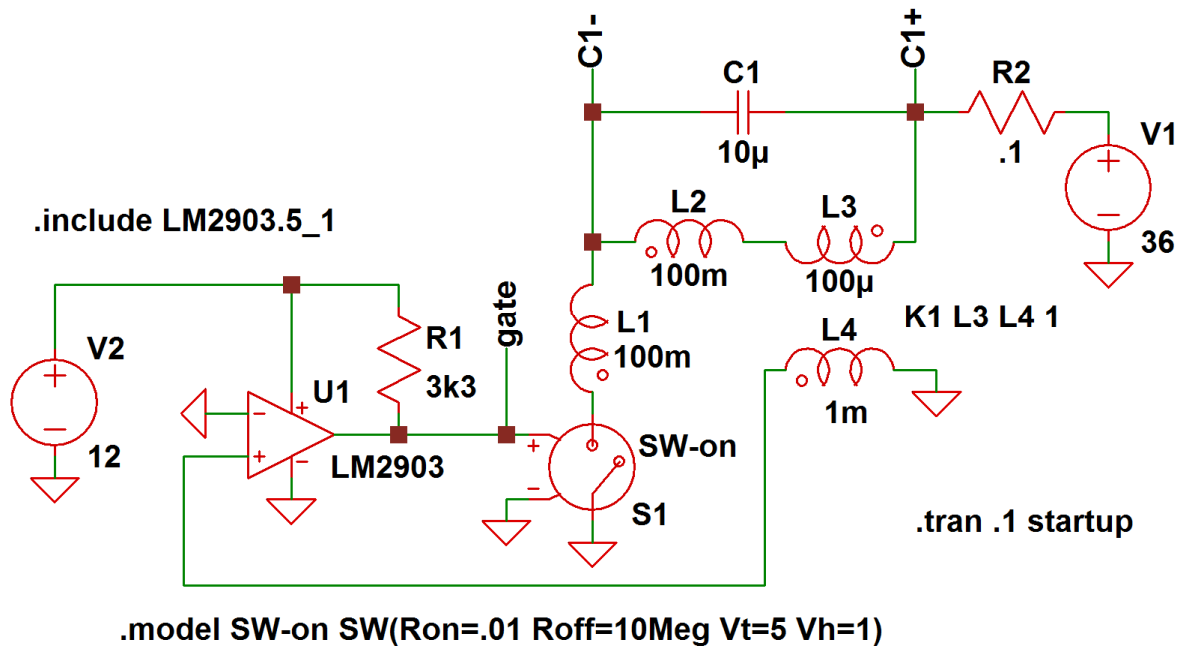 C1-
C1+
C1
10µ
R2
.1
V1
+
−
36
.include LM2903.5_1
L2
100m
L3
100µ
gate
L1
100m
K1 L3 L4 1
L4
1m
V2
+
−
12
R1
3k3
U1
−
+
+
−
LM2903
+
−
SW-on
S1
.tran .1 startup
.model SW-on SW(Ron=.01 Roff=10Meg Vt=5 Vh=1)